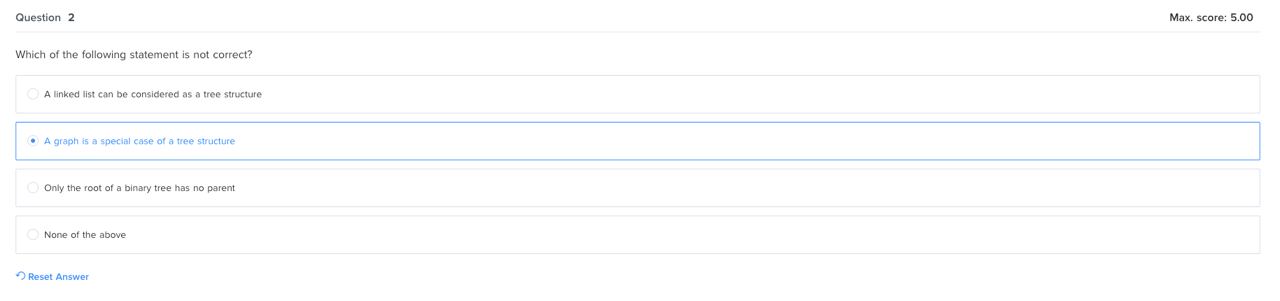 Question 2
Max. score: 5.00
Which of the following statement is not correct?
A linked list can be considered as a tree structure
A graph is a special case of a tree structure
Only the root of a binary tree has no parent
None of the above
Reset Answer